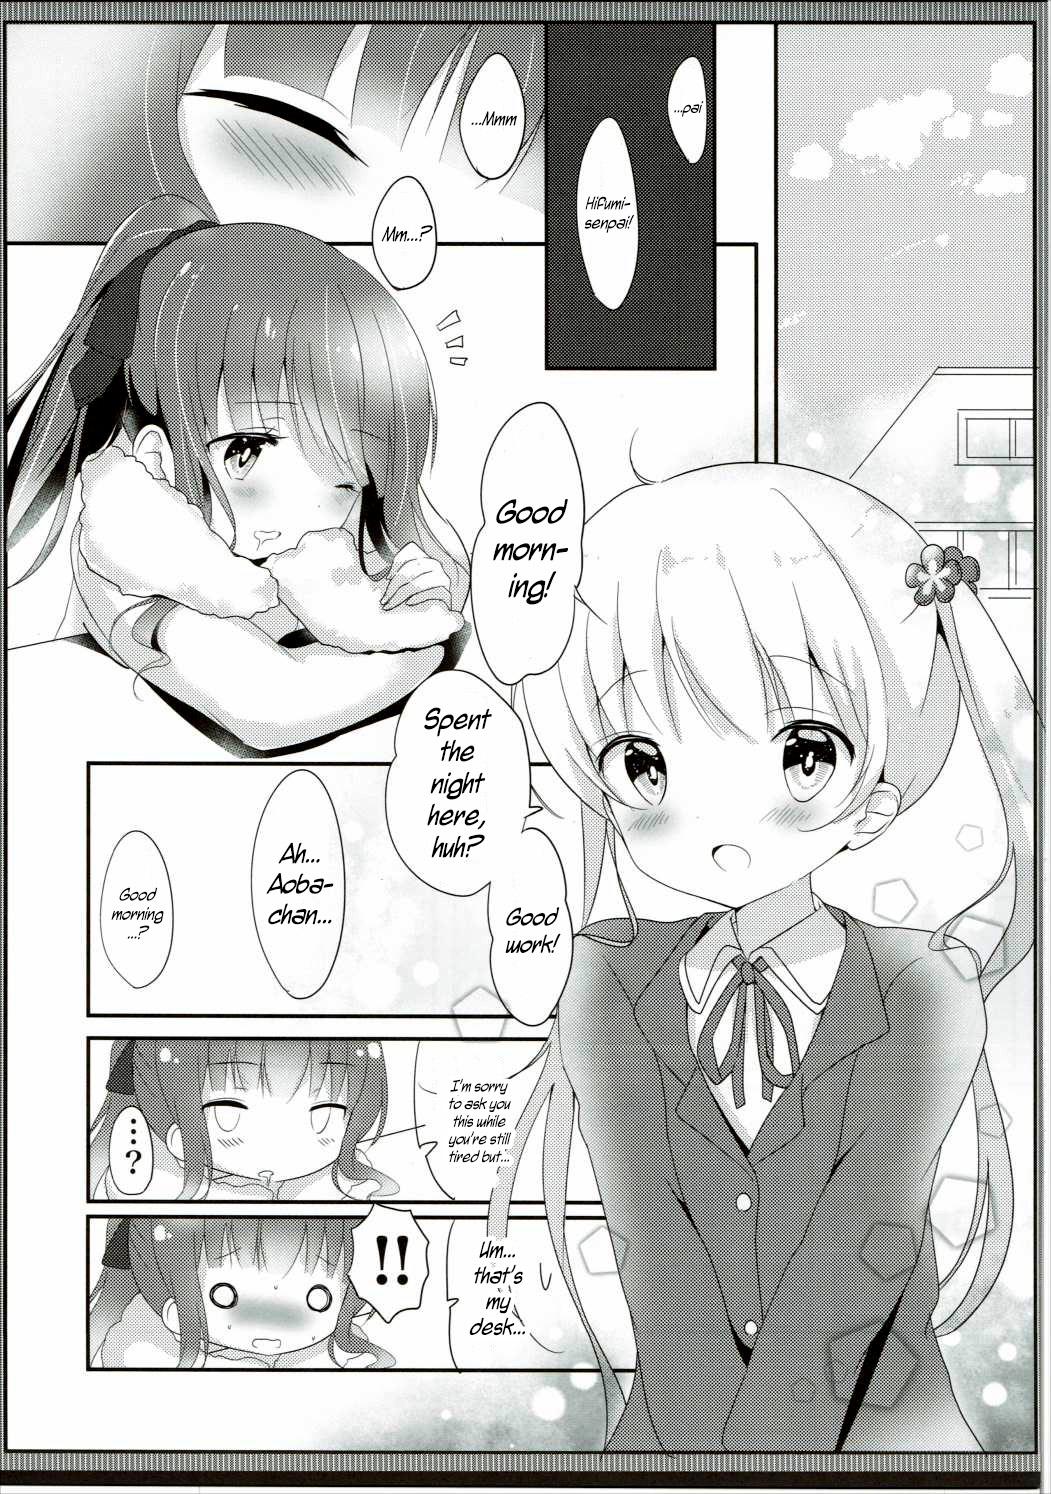 ...pai
Hifumi-
senpai!
...Mmm
Mm...?
Good
morn-
ing!
Spent
the
night
here,
huh?
Good
work!
Ah...
Aoba-
chan...
Good
morning
...?
I'm sorry
to ask you
this while
you're still
tired but...
...?
Um...
that's
my
desk...
!!